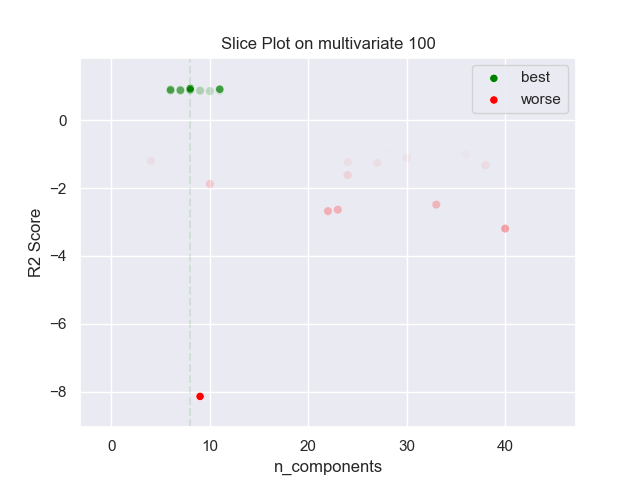 Slice Plot on multivariate 100
best
worse
R2 Score
0
−2
−4
−6
−8
0 10 20 30 40
n_components